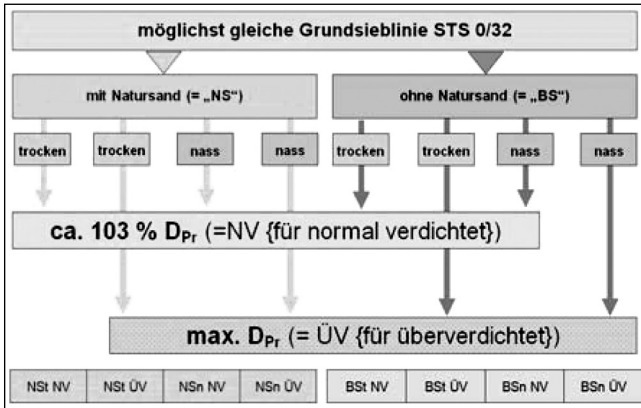 möglichst gleiche Grundsieblinie STS 0/32
mit Natursand (= „NS“)
ohne Natursand (= „BS“)
trocken
trocken
nass
nass
trocken
trocken
nass
nass
ca. 103 % DPr (=NV {für normal verdichtet})
max. DPr (= ÜV {für überverdichtet})
NSt NV
NSt ÜV
NSn NV
NSn ÜV
BSt NV
BSt ÜV
BSn NV
BSn ÜV